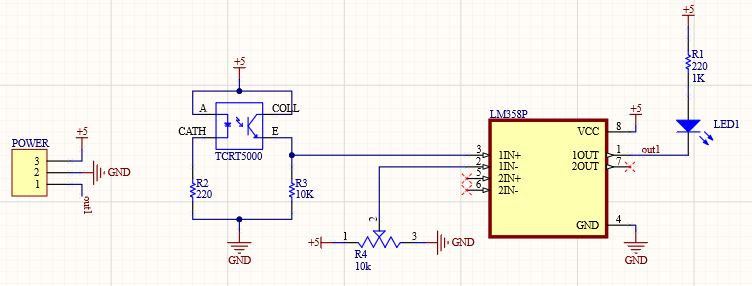 +5
R1
220
1K
LED1
+5
A
COLL
CATH
E
TCRT5000
R2
220
R3
10K
GND
POWER
3
2
1
+5
GND
out1
LM358P
3
2
5
6
1IN+
1IN-
2IN+
2IN-
VCC
1OUT
2OUT
GND
8
1
7
4
+5
out1
GND
+5
1
2
3
R4
10k
GND